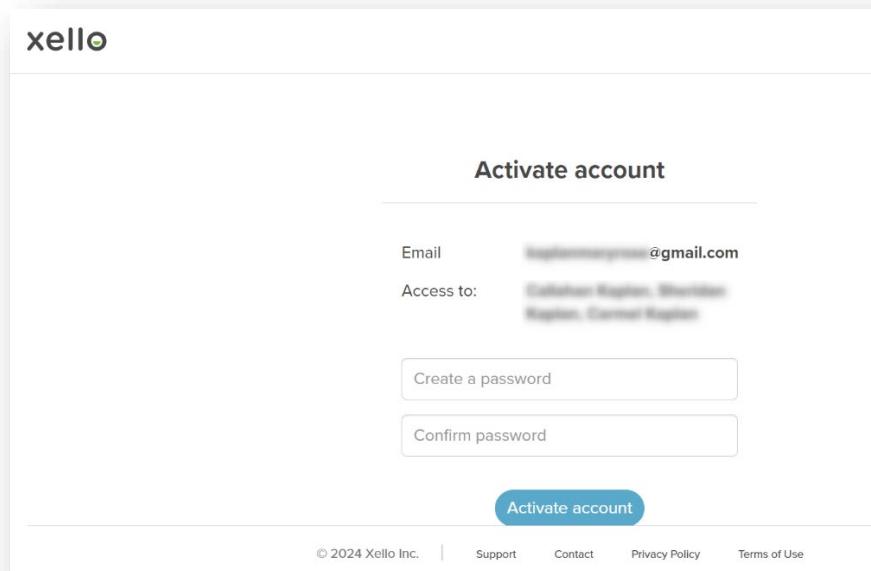 xello
Activate account
Email @gmail.com
Access to:
Create a password
Confirm password
Activate account
© 2024 Xello Inc. | Support Contact Privacy Policy Terms of Use